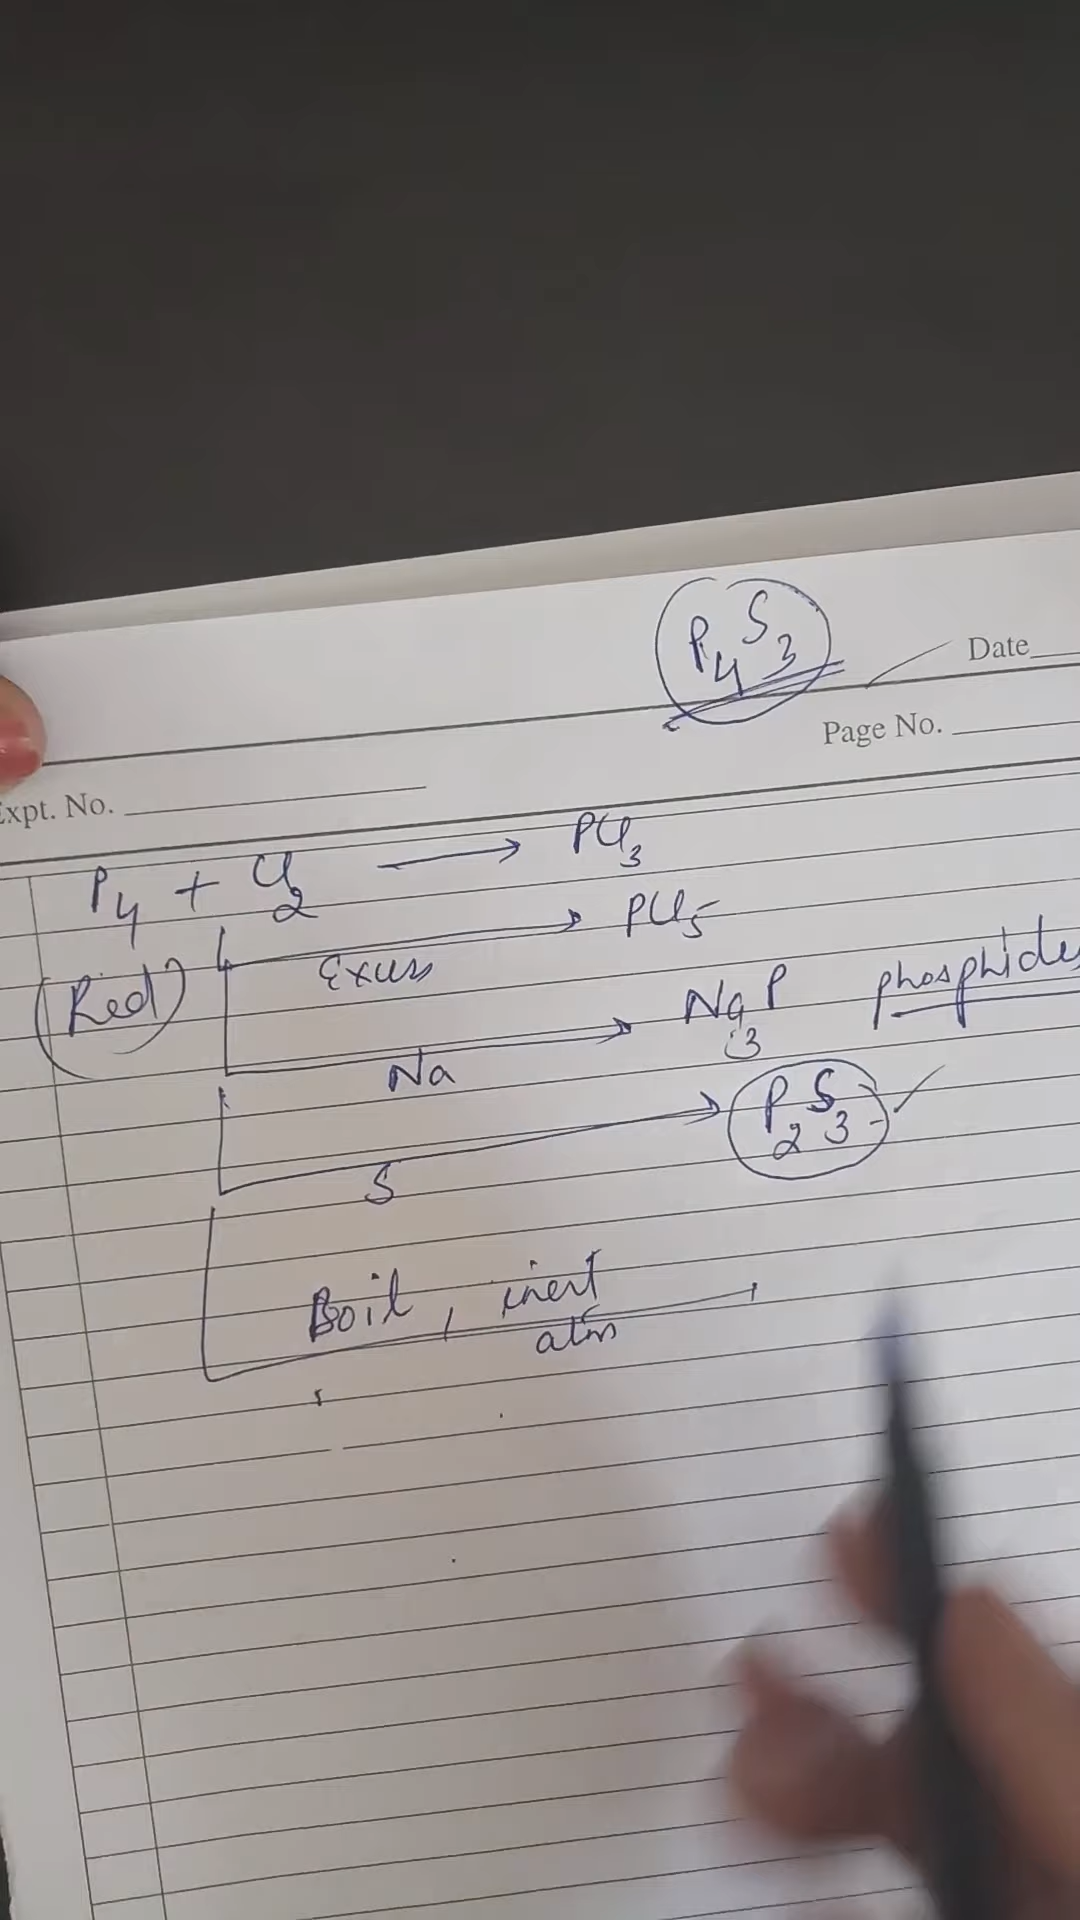 P4S3
Date
Page No.
Expt. No.
P4 + Cl2 → PCl3
(Red)
Excess → PCl5
Na → Na3P phosphides
S → P2S3
Boil, inert
atm